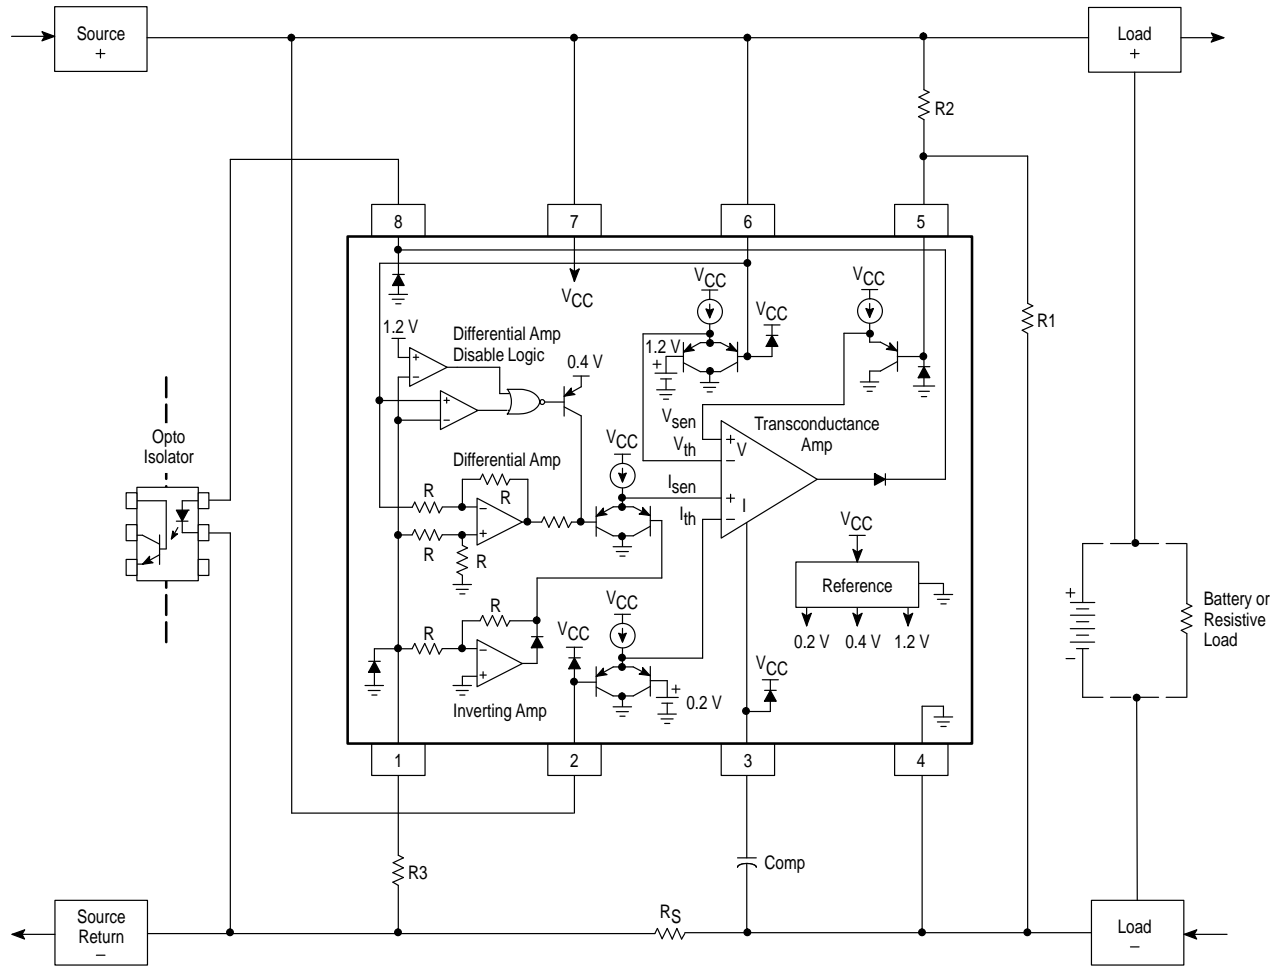 Source
+
Load
+
R2
8
7
6
5
VCC
VCC
VCC
VCC
1.2 V
Differential Amp
Disable Logic
0.4 V
1.2 V
+
R1
+
−
+
−
Opto
Isolator
Vsen
Vth
Isen
Ith
+
V
−
+
I
−
Transconductance
Amp
VCC
Differential Amp
R
R
−
+
R
R
VCC
Reference
0.2 V
0.4 V
1.2 V
+
−
Battery or
Resistive
Load
R
R
−
+
Inverting Amp
VCC
VCC
+
0.2 V
VCC
1
2
3
4
R3
Comp
RS
Source
Return
−
Load
−